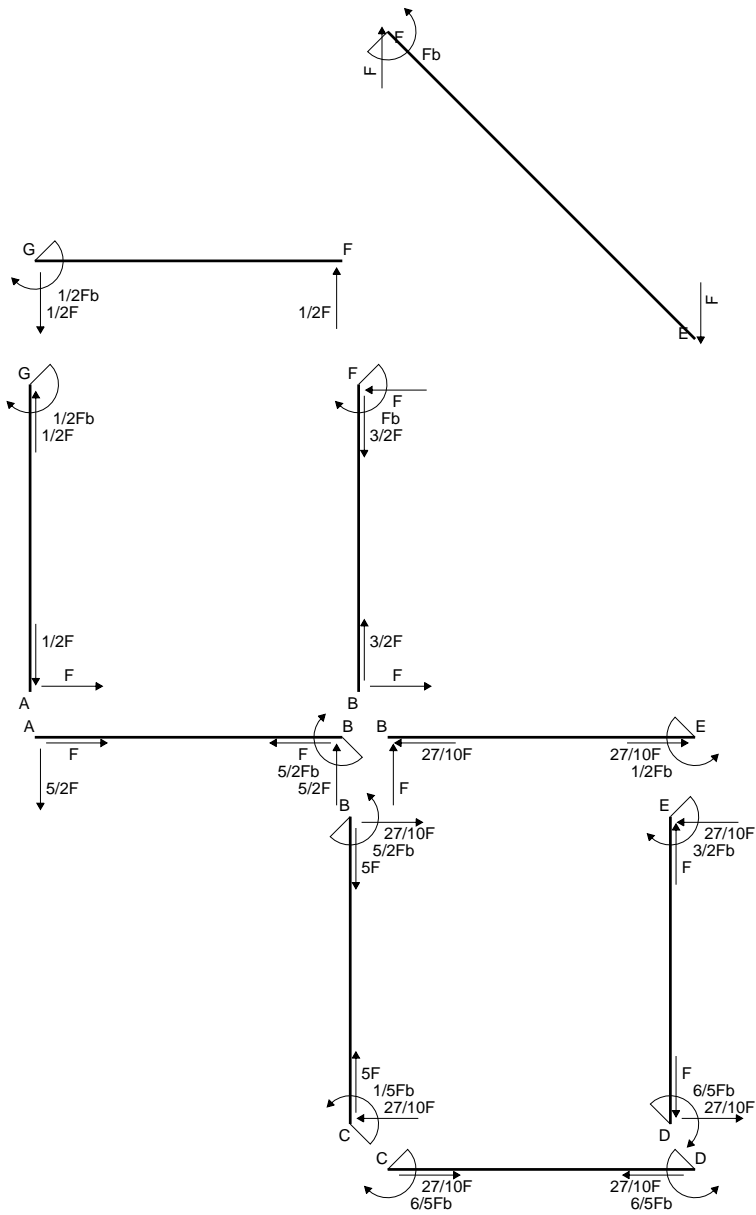 F
Fb
F
F
E
G
F
1/2Fb
1/2F
1/2F
G
1/2Fb
1/2F
1/2F
F
A
F
F
Fb
3/2F
3/2F
F
B
A
B
F
F
5/2Fb
5/2F
5/2F
B
E
27/10F
27/10F
1/2Fb
F
B
27/10F
5/2Fb
5F
5F
1/5Fb
27/10F
C
E
27/10F
3/2Fb
F
F
6/5Fb
27/10F
D
C
D
27/10F
27/10F
6/5Fb
6/5Fb